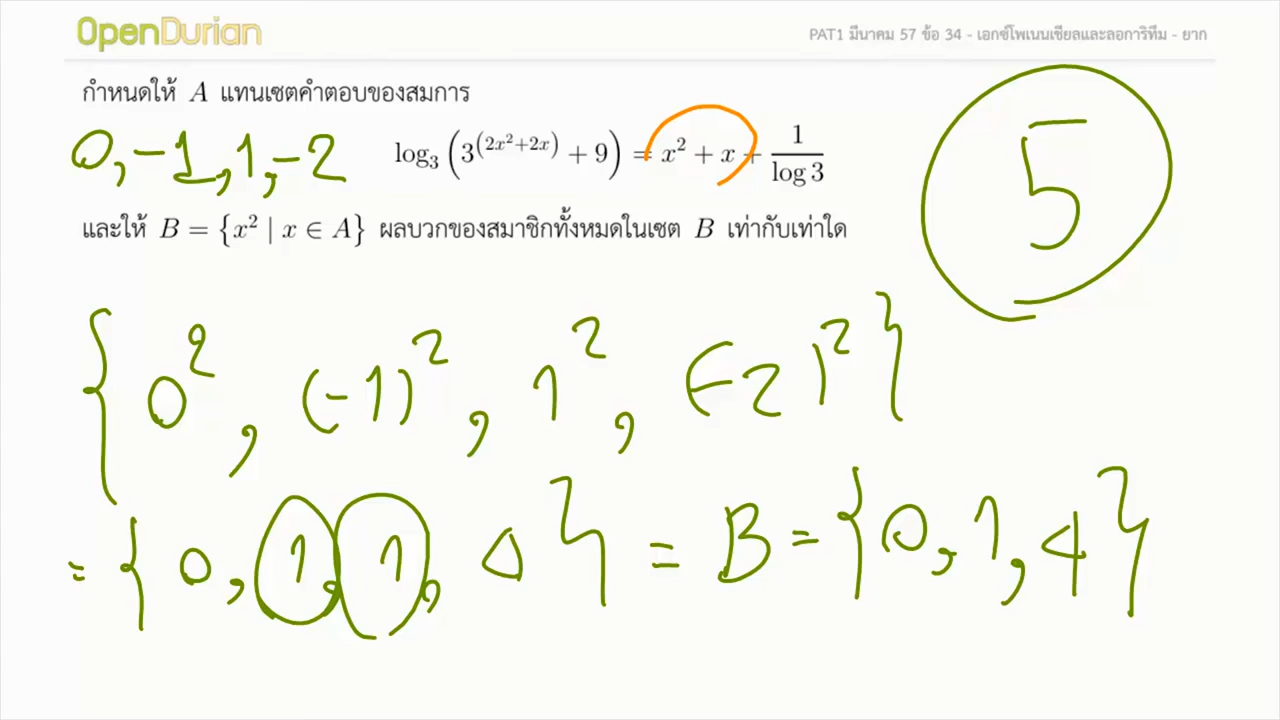 OpenDurian
PAT1 มีนาคม 57 ข้อ 34 - เอกซ์โพเนนเชียลและลอการิทึม - ยาก
กำหนดให้ A แทนเซตคำตอบของสมการ
0, -1, 1, -2
log₃(3^(2x²+2x) + 9) = x² + x + 1/log 3
5
และให้ B = {x² | x ∈ A} ผลบวกของสมาชิกทั้งหมดในเซต B เท่ากับเท่าใด
{0², (-1)², 1², (-2)²}
= {0, 1, 1, 4} = B = {0, 1, 4}